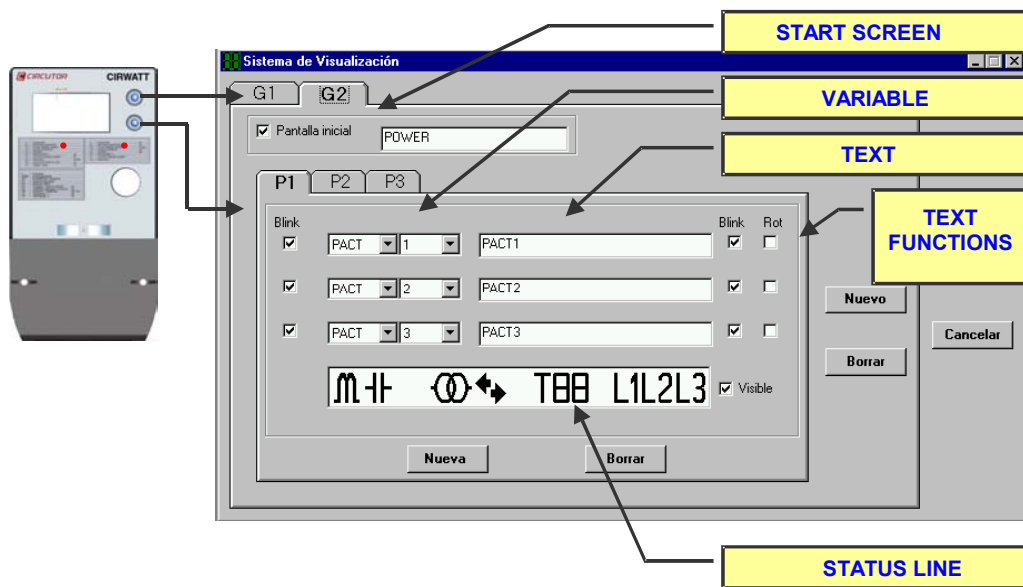 START SCREEN
CIRCUTOR CIRWATT
Sistema de Visualización
G1 G2
VARIABLE
Pantalla inicial POWER
TEXT
P1 P2 P3
Blink Blink Rot
TEXT
FUNCTIONS
PACT 1 PACT1
PACT 2 PACT2
Nuevo
PACT 3 PACT3
Cancelar
Borrar
T88 L1L2L3 Visible
Nueva Borrar
STATUS LINE